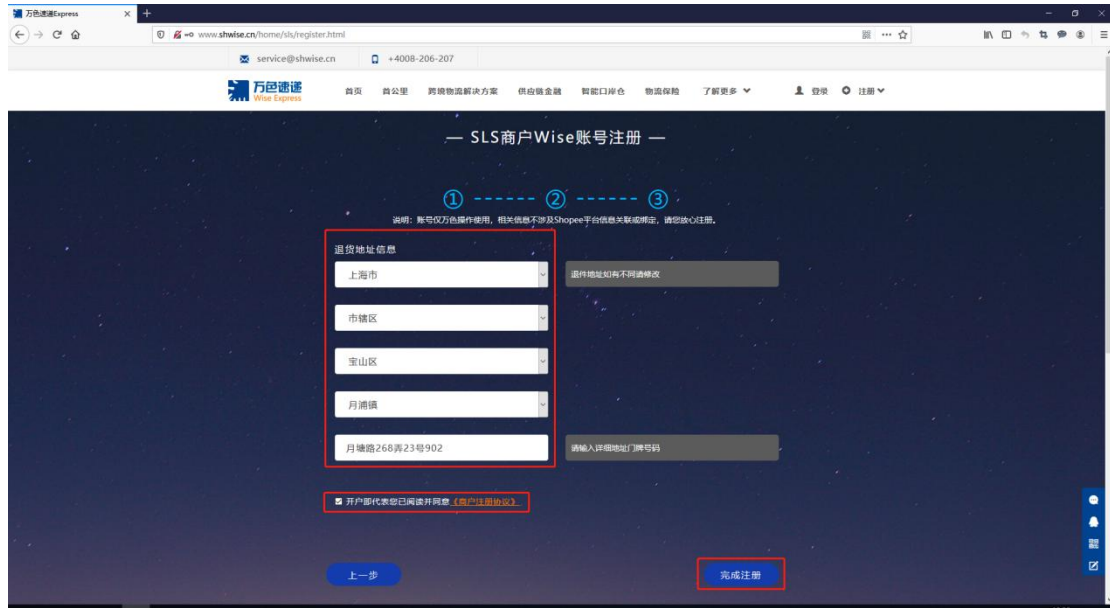 万色速递Express
www.shwise.cn/home/sls/register.html
service@shwise.cn +4008-206-207
万色速递
Wise Express
首页 首公里 跨境物流解决方案 供应链金融 智能口岸仓 物流保险 了解更多 登录 注册
— SLS商户Wise账号注册 —
① ------ ② ------ ③
说明：账号仅万色操作使用，相关信息不涉及Shopee平台信息关联或绑定，请您放心注册。
退货地址信息
上海市 退件地址如有不同请修改
市辖区
宝山区
月浦镇
月塘路268弄23号902 请输入详细地址门牌号码
开户即代表您已阅读并同意《商户注册协议》
上一步 完成注册